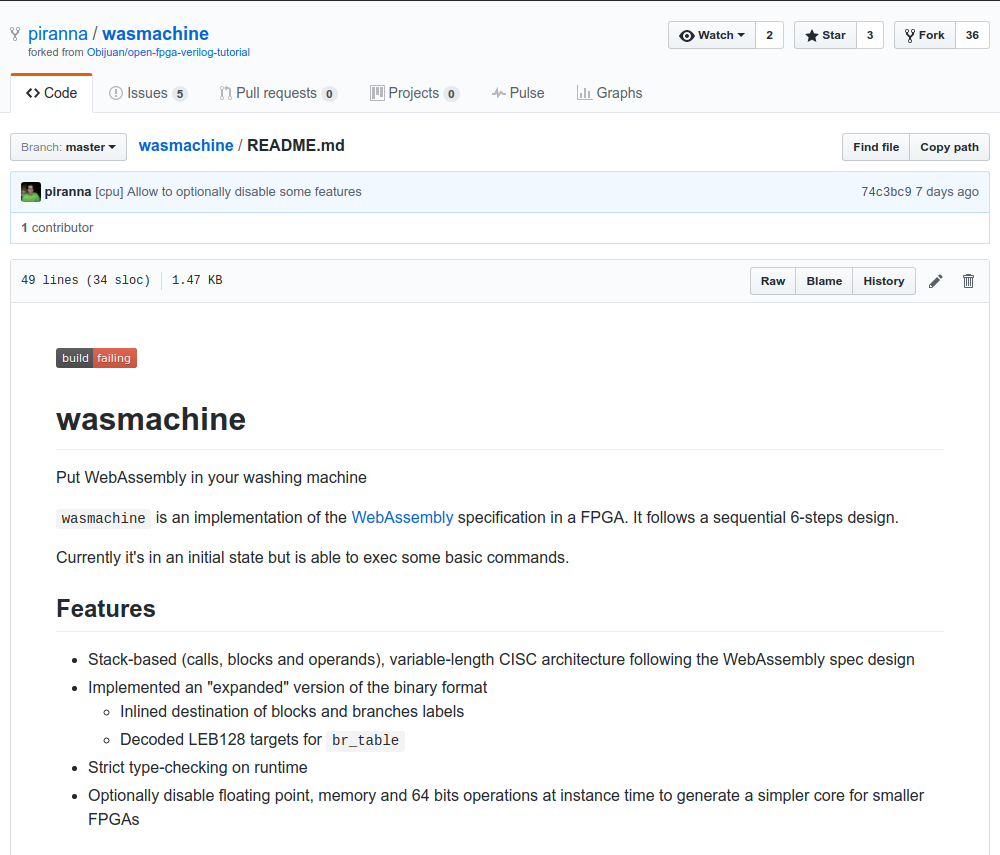 piranna / wasmachine
forked from Obijuan/open-fpga-verilog-tutorial
Watch 2 Star 3 Fork 36
Code Issues 5 Pull requests 0 Projects 0 Pulse Graphs
Branch: master wasmachine / README.md Find file Copy path
piranna [cpu] Allow to optionally disable some features 74c3bc9 7 days ago
1 contributor
49 lines (34 sloc) 1.47 KB Raw Blame History
build failing
wasmachine
Put WebAssembly in your washing machine
wasmachine is an implementation of the WebAssembly specification in a FPGA. It follows a sequential 6-steps design.
Currently it's in an initial state but is able to exec some basic commands.
Features
Stack-based (calls, blocks and operands), variable-length CISC architecture following the WebAssembly spec design
Implemented an "expanded" version of the binary format
Inlined destination of blocks and branches labels
Decoded LEB128 targets for br_table
Strict type-checking on runtime
Optionally disable floating point, memory and 64 bits operations at instance time to generate a simpler core for smaller
FPGAs